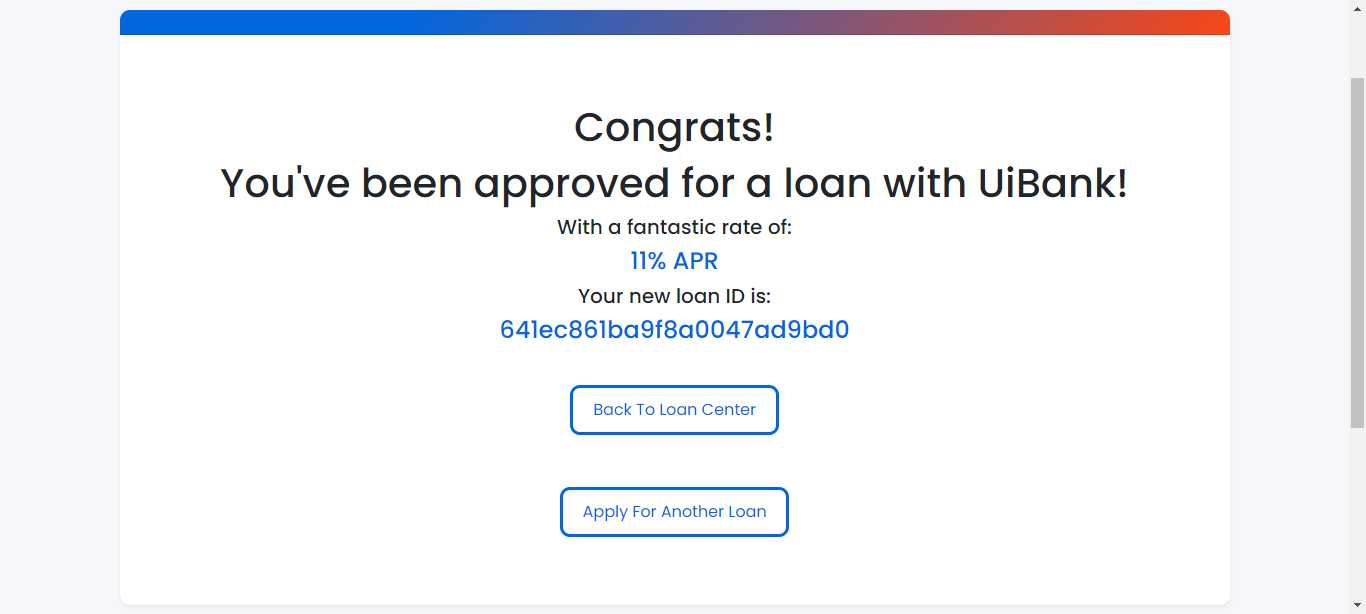 Congrats!
You've been approved for a loan with UiBank!
With a fantastic rate of:
11% APR
Your new loan ID is:
641ec861ba9f8a0047ad9bd0
Back To Loan Center
Apply For Another Loan